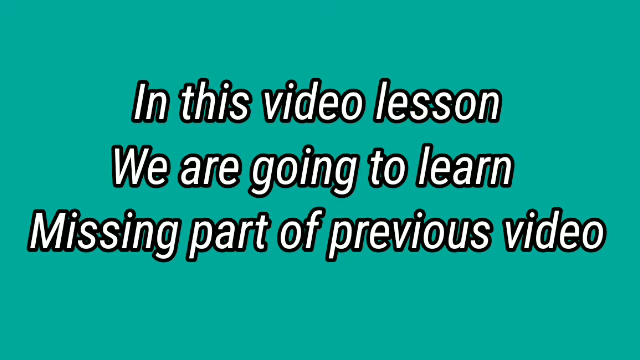 In this video lesson
We are going to learn
Missing part of previous video